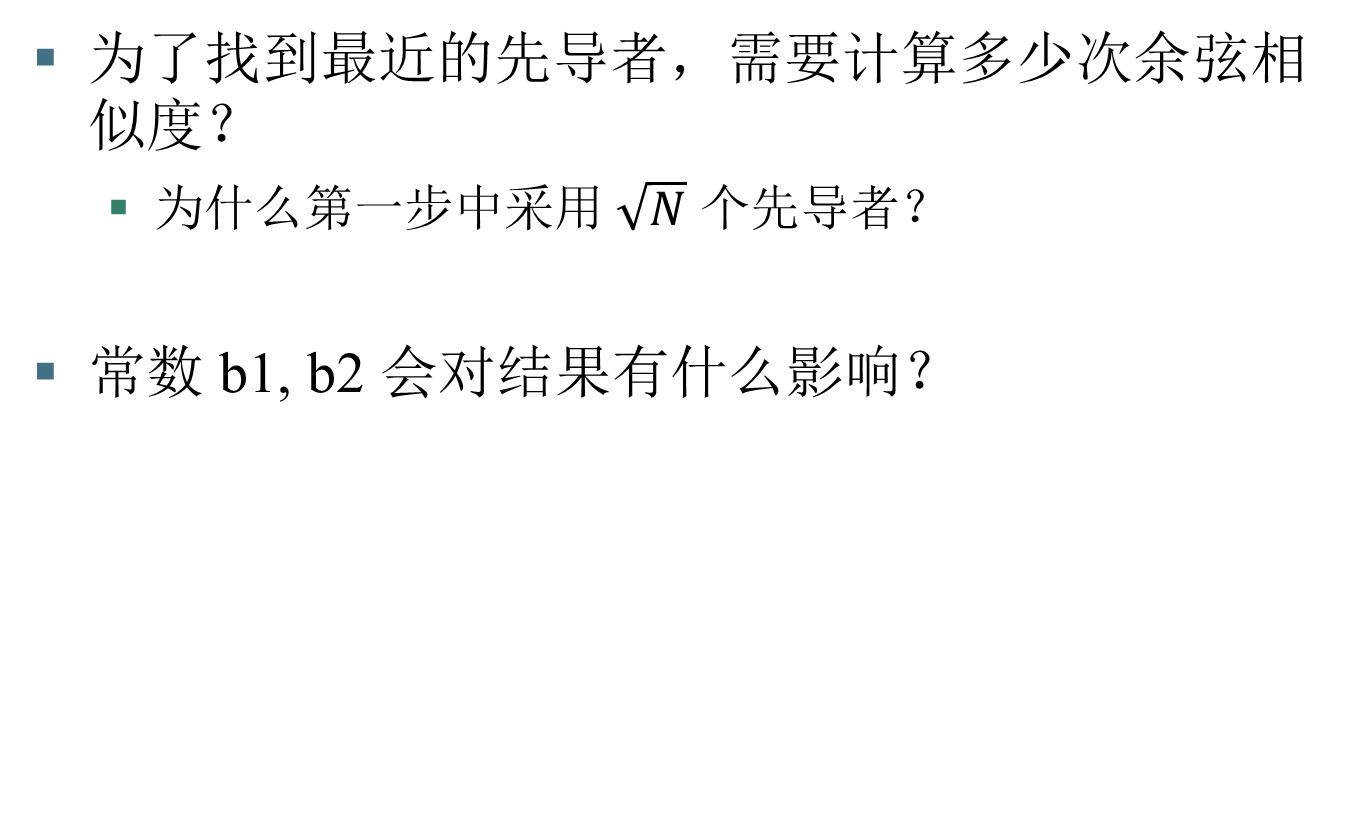 为了找到最近的先导者，需要计算多少次余弦相
似度？
为什么第一步中采用 √N 个先导者？
常数 b1, b2 会对结果有什么影响？